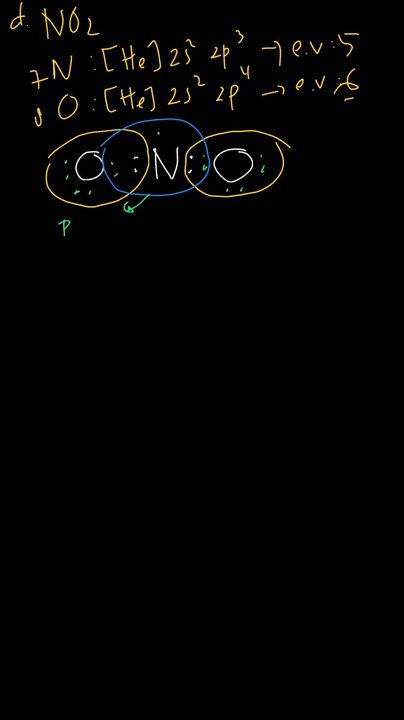 d. NO₂
₇N : [He] 2s² 2p³ → e.v : 5
₈O : [He] 2s² 2p⁴ → e.v : 6
O : N : O
P